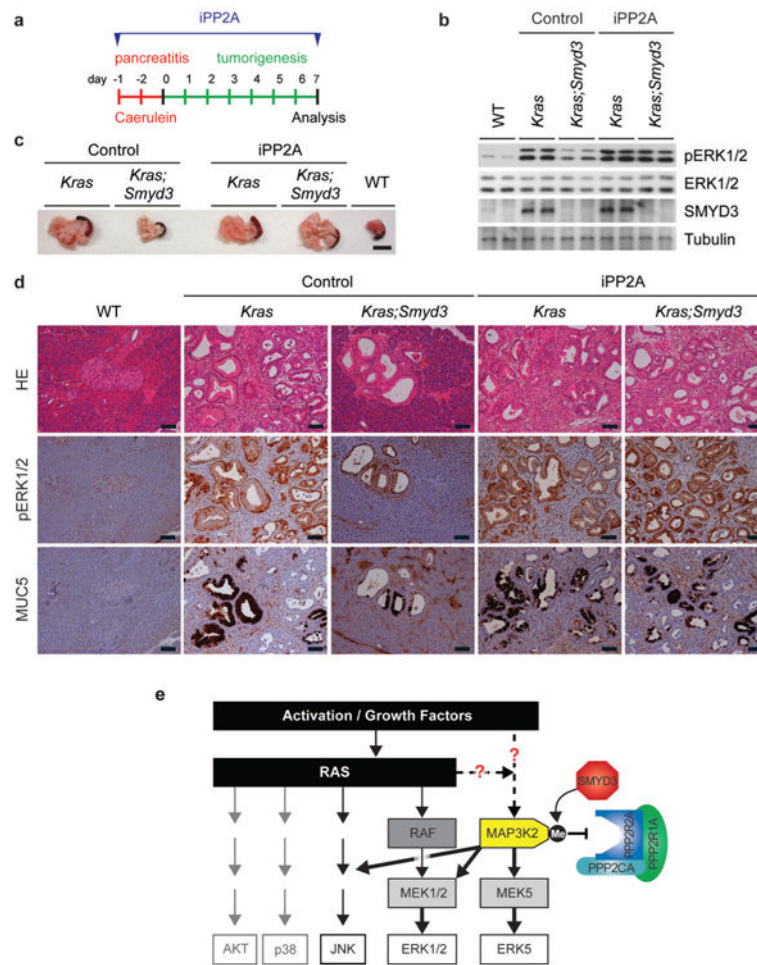 a
iPP2A
pancreatitis tumorigenesis
day -1 -2 0 1 2 3 4 5 6 7
Caerulein Analysis
b
Control iPP2A
WT Kras Kras;Smyd3 Kras Kras;Smyd3
pERK1/2
ERK1/2
SMYD3
Tubulin
c
Control iPP2A
Kras Kras; Smyd3 Kras Kras; Smyd3 WT
d
Control iPP2A
WT Kras Kras;Smyd3 Kras Kras;Smyd3
HE
pERK1/2
MUC5
e
Activation / Growth Factors
?
RAS
?
SMYD3
RAF MAP3K2 Me
PPP2R2A
PPP2R1A
PPP2CA
MEK1/2 MEK5
AKT p38 JNK ERK1/2 ERK5